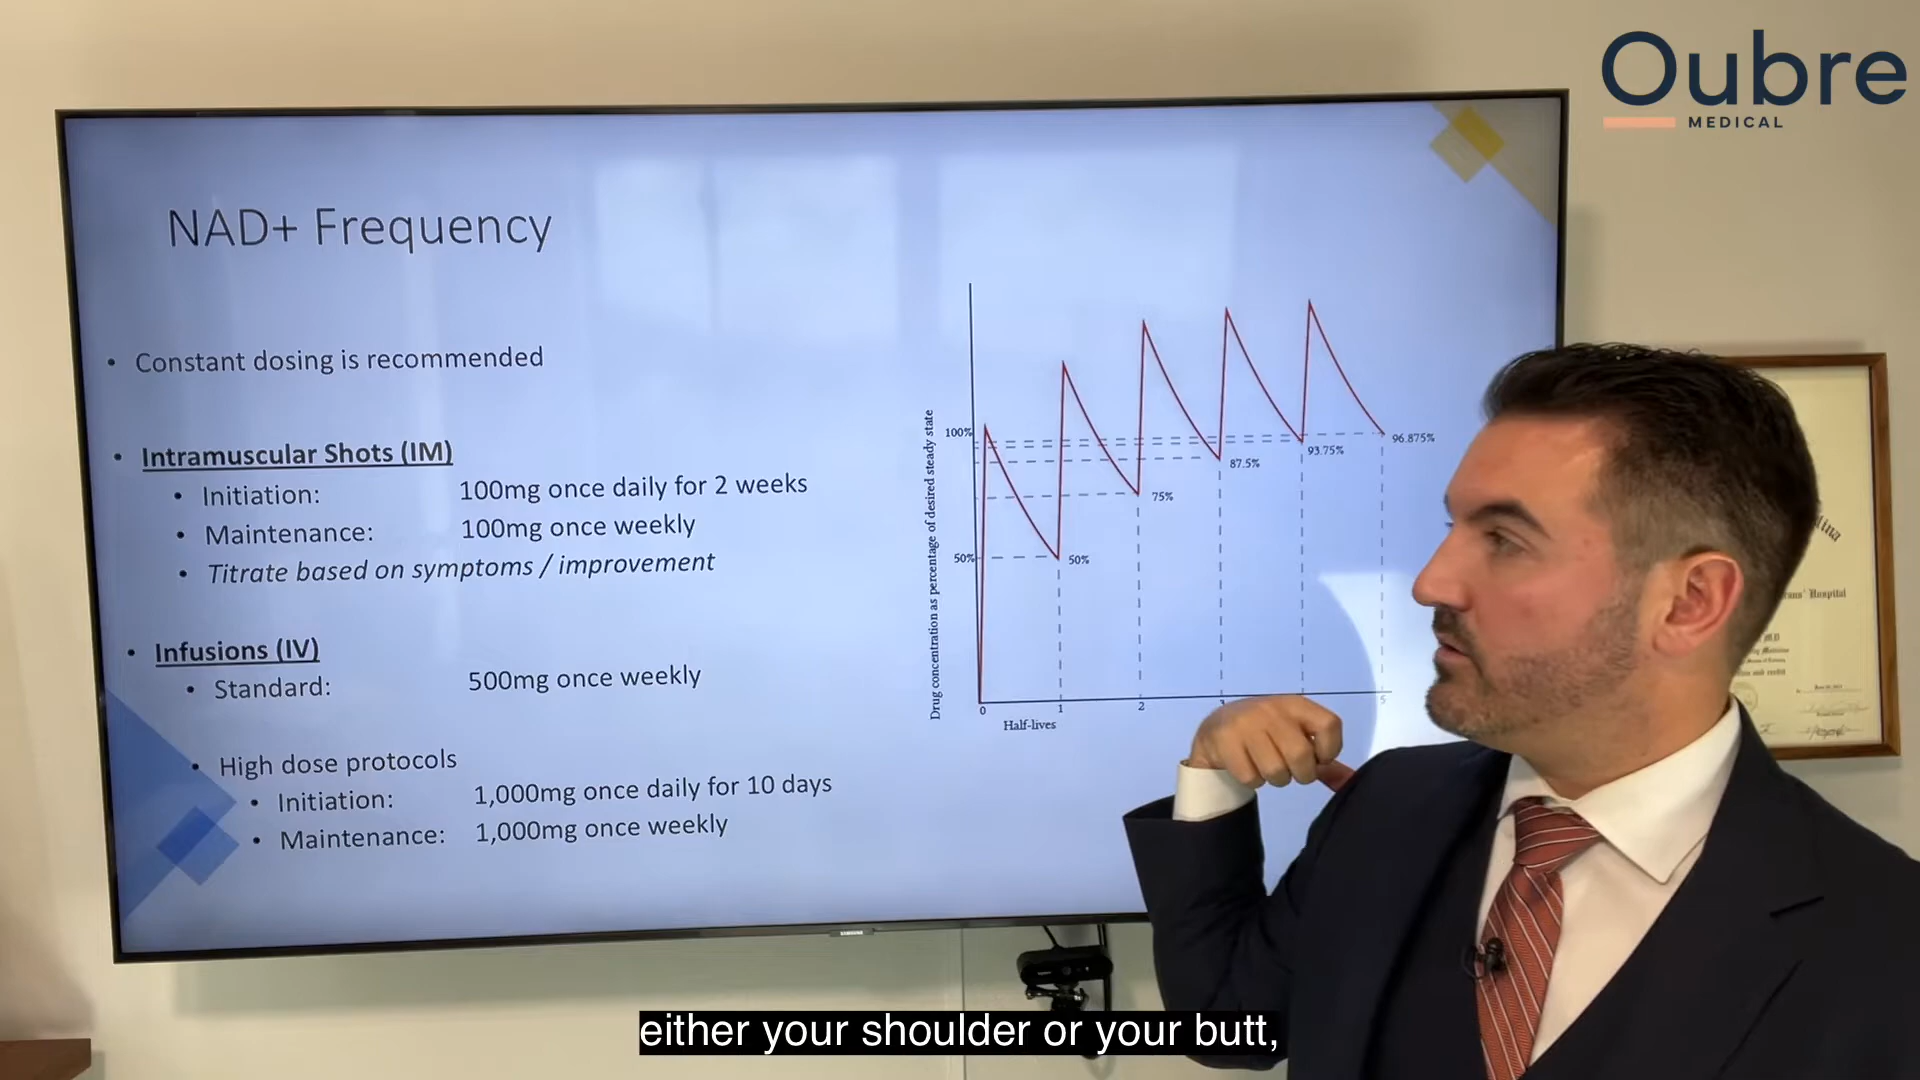 Oubre
MEDICAL
NAD+ Frequency
• Constant dosing is recommended
• Intramuscular Shots (IM)
• Initiation: 100mg once daily for 2 weeks
• Maintenance: 100mg once weekly
• Titrate based on symptoms / improvement
• Infusions (IV)
• Standard: 500mg once weekly
• High dose protocols
• Initiation: 1,000mg once daily for 10 days
• Maintenance: 1,000mg once weekly
Drug concentration as percentage of desired steady state
100%
50%
50%
75%
87.5%
93.75%
96.875%
0 1 2 5
Half-lives
SAMSUNG
Hospital
either your shoulder or your butt,